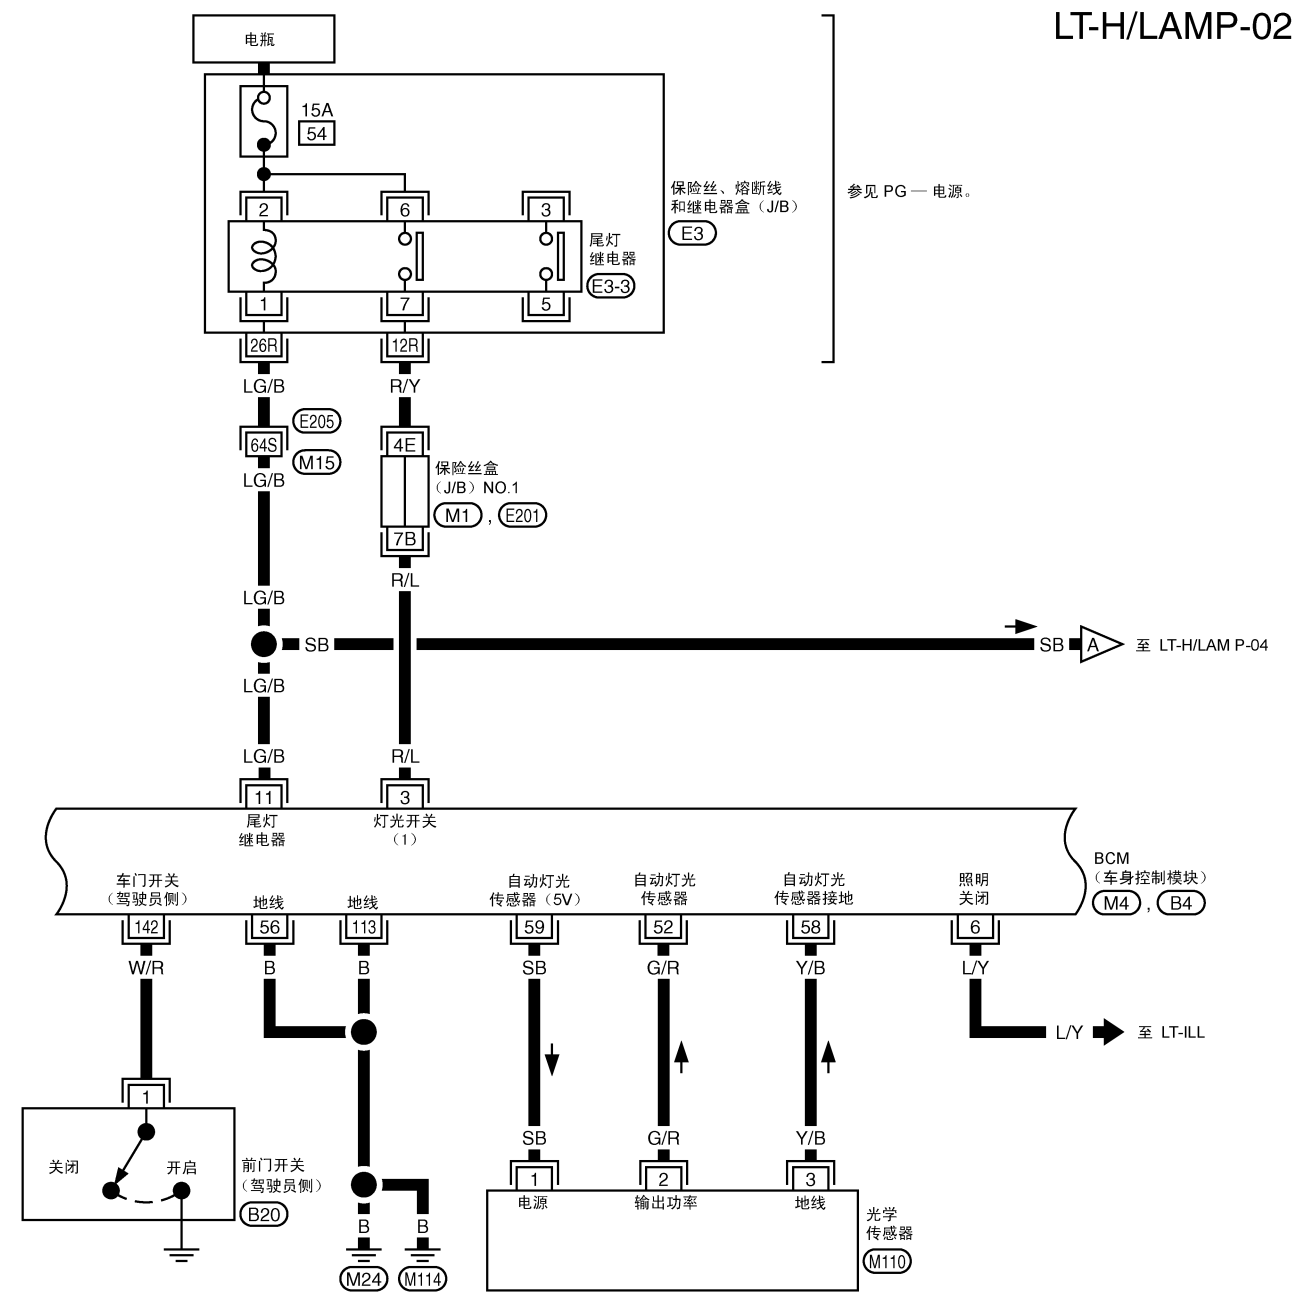 LT-H/LAMP-02
电瓶
15A
54
2
6
3
保险丝、熔断线
和继电器盒（J/B）
E3
参见 PG — 电源。
尾灯
继电器
E3-3
1
7
5
26R
12R
LG/B
R/Y
E205
64S
4E
M15
LG/B
保险丝盒
（J/B）NO.1
M1 , E201
7B
R/L
LG/B
SB
SB
A
至 LT-H/LAM P-04
LG/B
LG/B
R/L
11
3
尾灯
继电器
灯光开关
（1）
BCM
（车身控制模块）
M4 , B4
车门开关
（驾驶员侧）
地线
地线
自动灯光
传感器（5V）
自动灯光
传感器
自动灯光
传感器接地
照明
关闭
142
56
113
59
52
58
6
W/R
B
B
SB
G/R
Y/B
L/Y
L/Y
至 LT-ILL
1
SB
G/R
Y/B
关闭
开启
前门开关
（驾驶员侧）
B20
1
2
3
电源
输出功率
地线
光学
传感器
M110
B
B
M24
M114